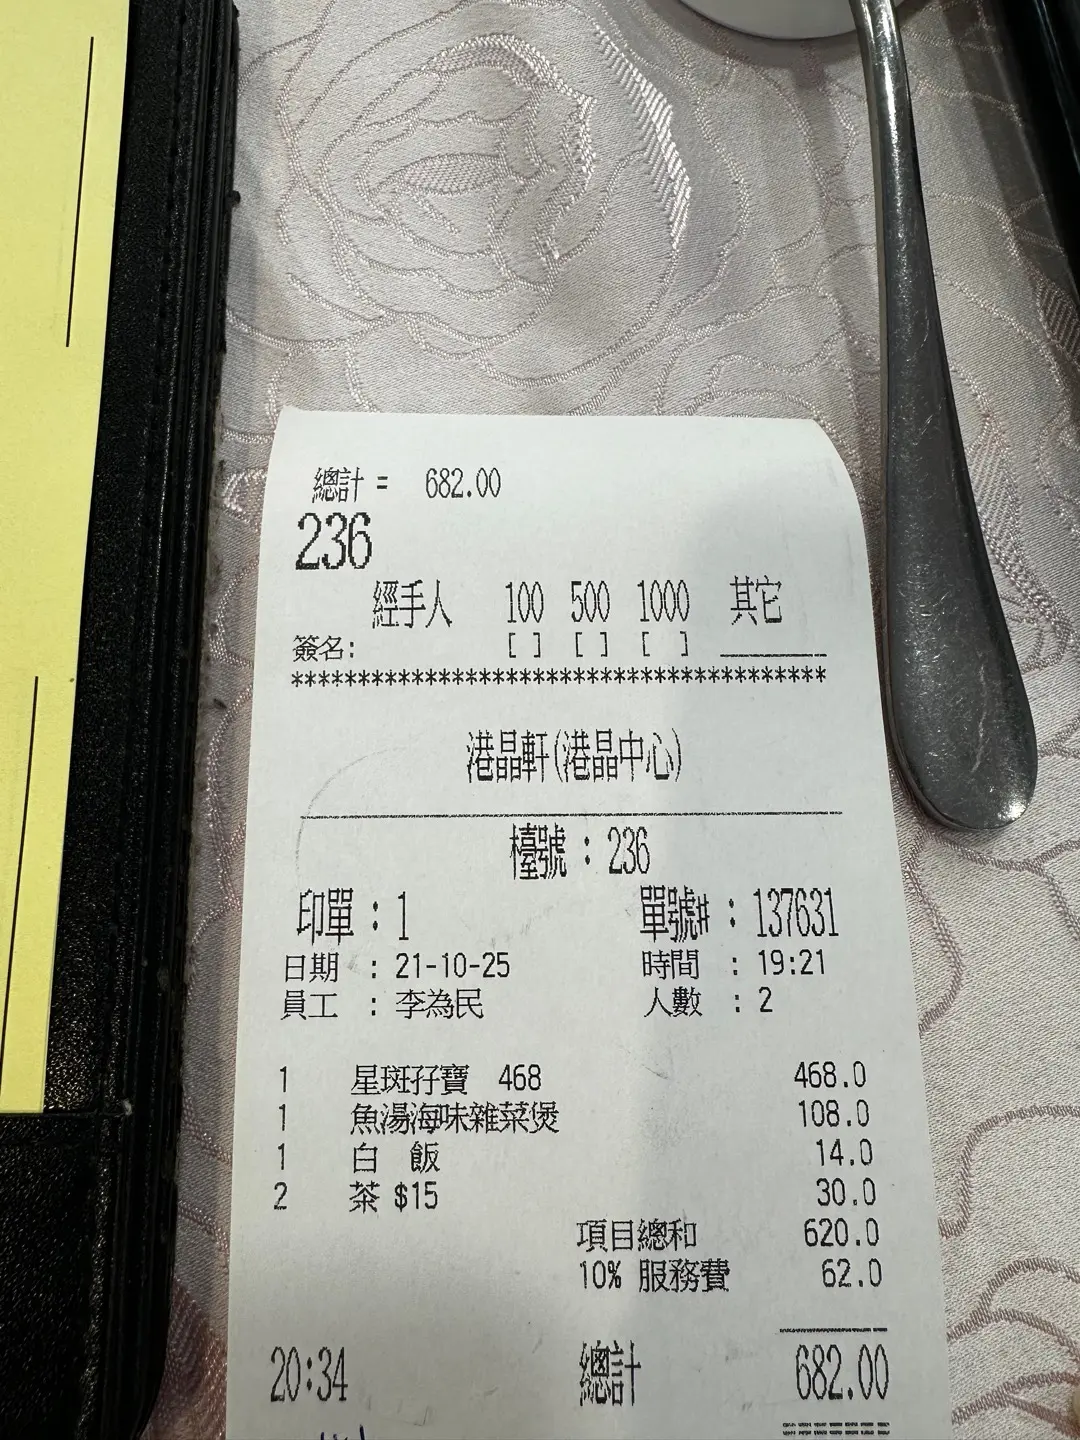 總計 = 682.00
236
經手人 100 500 1000 其它
簽名: [ ] [ ] [ ] ________
****************************************
港晶軒(港晶中心)
檯號 : 236
印單 : 1 單號# : 137631
日期 : 21-10-25 時間 : 19:21
員工 : 李為民 人數 : 2
1 星斑孖寶 468 468.0
1 魚湯海味雜菜煲 108.0
1 白 飯 14.0
2 茶 $15 30.0
項目總和 620.0
10% 服務費 62.0
20:34 總計 682.00